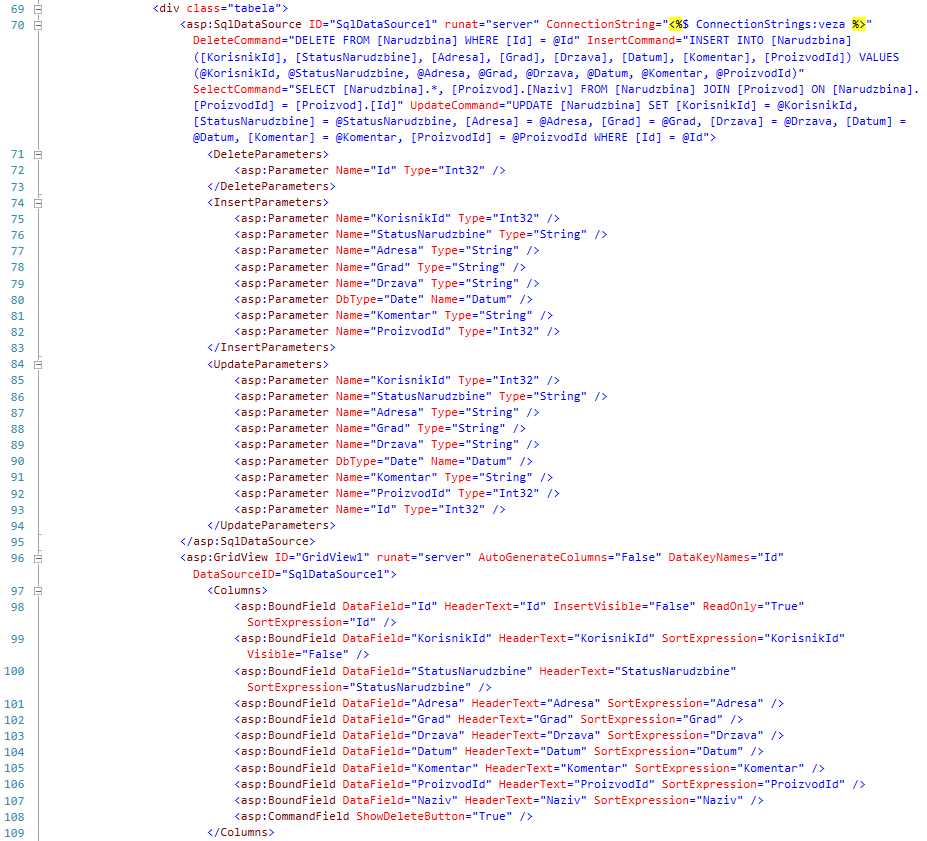 69 <div class="tabela">
70 <asp:SqlDataSource ID="SqlDataSource1" runat="server" ConnectionString="<%$ ConnectionStrings:veza %>"
DeleteCommand="DELETE FROM [Narudzbina] WHERE [Id] = @Id" InsertCommand="INSERT INTO [Narudzbina]
([KorisnikId], [StatusNarudzbine], [Adresa], [Grad], [Drzava], [Datum], [Komentar], [ProizvodId]) VALUES
(@KorisnikId, @StatusNarudzbine, @Adresa, @Grad, @Drzava, @Datum, @Komentar, @ProizvodId)"
SelectCommand="SELECT [Narudzbina].*, [Proizvod].[Naziv] FROM [Narudzbina] JOIN [Proizvod] ON [Narudzbina].
[ProizvodId] = [Proizvod].[Id]" UpdateCommand="UPDATE [Narudzbina] SET [KorisnikId] = @KorisnikId,
[StatusNarudzbine] = @StatusNarudzbine, [Adresa] = @Adresa, [Grad] = @Grad, [Drzava] = @Drzava, [Datum] =
@Datum, [Komentar] = @Komentar, [ProizvodId] = @ProizvodId WHERE [Id] = @Id">
71 <DeleteParameters>
72 <asp:Parameter Name="Id" Type="Int32" />
73 </DeleteParameters>
74 <InsertParameters>
75 <asp:Parameter Name="KorisnikId" Type="Int32" />
76 <asp:Parameter Name="StatusNarudzbine" Type="String" />
77 <asp:Parameter Name="Adresa" Type="String" />
78 <asp:Parameter Name="Grad" Type="String" />
79 <asp:Parameter Name="Drzava" Type="String" />
80 <asp:Parameter DbType="Date" Name="Datum" />
81 <asp:Parameter Name="Komentar" Type="String" />
82 <asp:Parameter Name="ProizvodId" Type="Int32" />
83 </InsertParameters>
84 <UpdateParameters>
85 <asp:Parameter Name="KorisnikId" Type="Int32" />
86 <asp:Parameter Name="StatusNarudzbine" Type="String" />
87 <asp:Parameter Name="Adresa" Type="String" />
88 <asp:Parameter Name="Grad" Type="String" />
89 <asp:Parameter Name="Drzava" Type="String" />
90 <asp:Parameter DbType="Date" Name="Datum" />
91 <asp:Parameter Name="Komentar" Type="String" />
92 <asp:Parameter Name="ProizvodId" Type="Int32" />
93 <asp:Parameter Name="Id" Type="Int32" />
94 </UpdateParameters>
95 </asp:SqlDataSource>
96 <asp:GridView ID="GridView1" runat="server" AutoGenerateColumns="False" DataKeyNames="Id"
DataSourceID="SqlDataSource1">
97 <Columns>
98 <asp:BoundField DataField="Id" HeaderText="Id" InsertVisible="False" ReadOnly="True"
SortExpression="Id" />
99 <asp:BoundField DataField="KorisnikId" HeaderText="KorisnikId" SortExpression="KorisnikId"
Visible="False" />
100 <asp:BoundField DataField="StatusNarudzbine" HeaderText="StatusNarudzbine"
SortExpression="StatusNarudzbine" />
101 <asp:BoundField DataField="Adresa" HeaderText="Adresa" SortExpression="Adresa" />
102 <asp:BoundField DataField="Grad" HeaderText="Grad" SortExpression="Grad" />
103 <asp:BoundField DataField="Drzava" HeaderText="Drzava" SortExpression="Drzava" />
104 <asp:BoundField DataField="Datum" HeaderText="Datum" SortExpression="Datum" />
105 <asp:BoundField DataField="Komentar" HeaderText="Komentar" SortExpression="Komentar" />
106 <asp:BoundField DataField="ProizvodId" HeaderText="ProizvodId" SortExpression="ProizvodId" />
107 <asp:BoundField DataField="Naziv" HeaderText="Naziv" SortExpression="Naziv" />
108 <asp:CommandField ShowDeleteButton="True" />
109 </Columns>